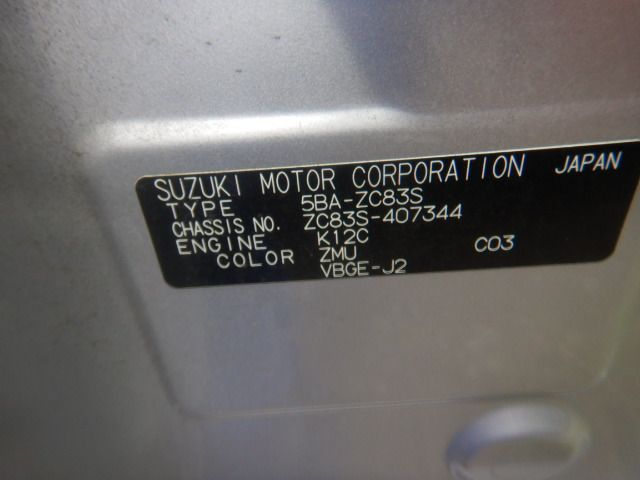 SUZUKI MOTOR CORPORATION JAPAN
TYPE 5BA-ZC83S
CHASSIS NO. ZC83S-407344
ENGINE K12C
COLOR ZMU C03
VBGE-J2